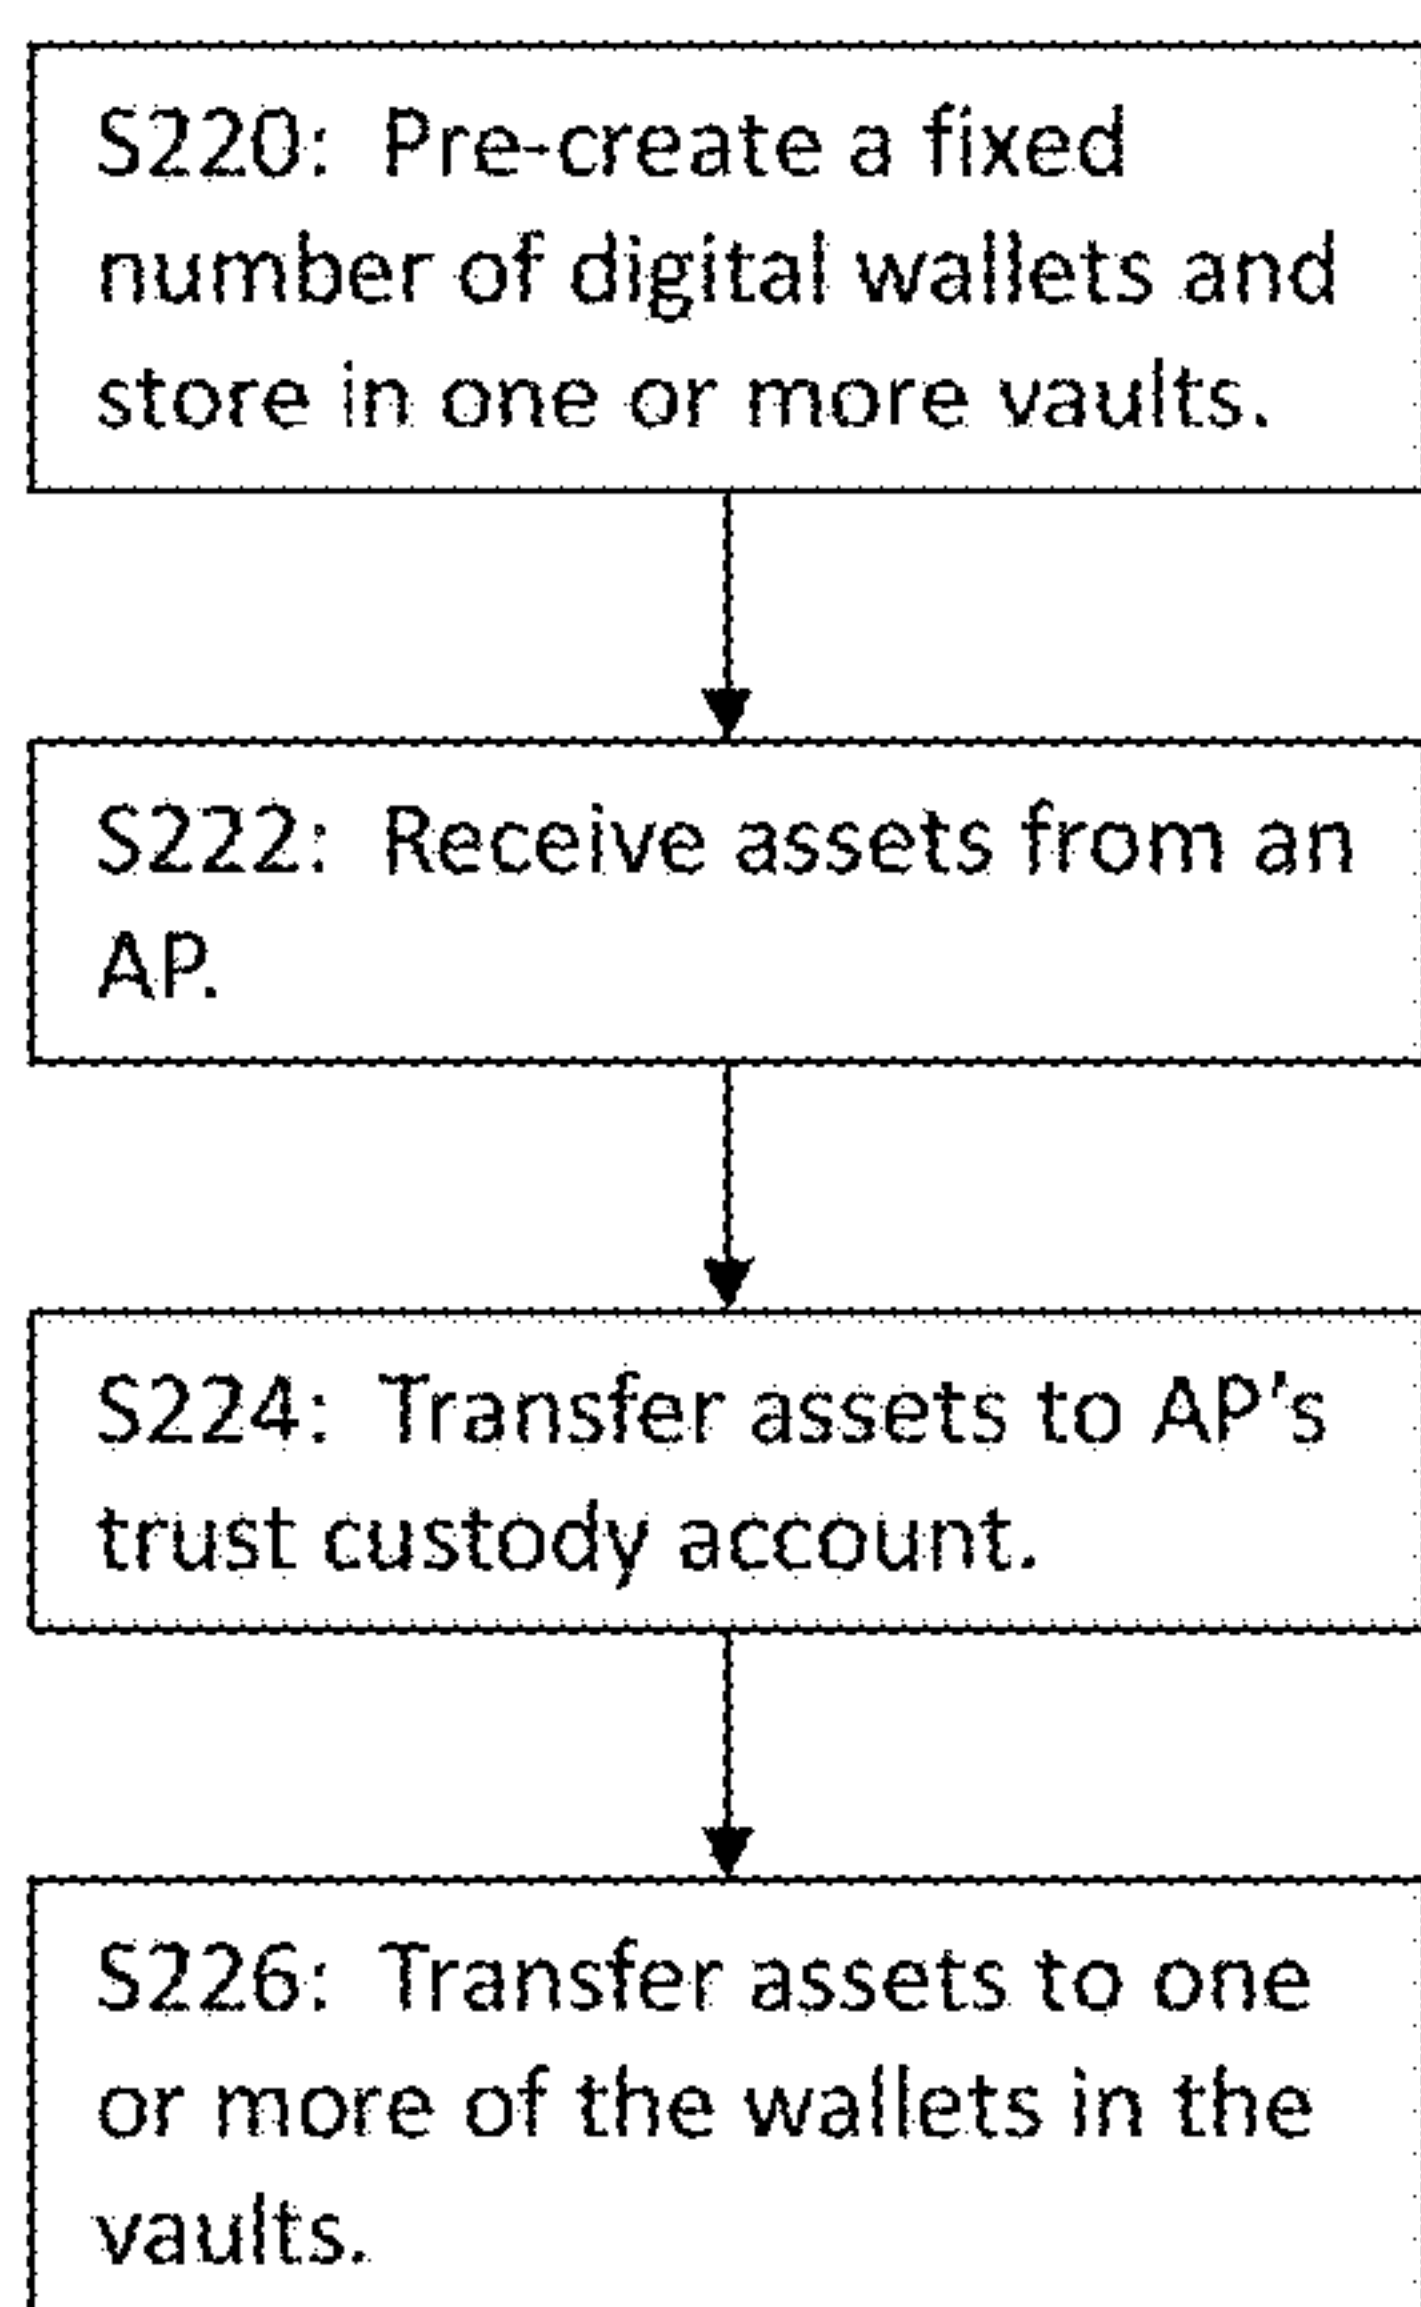 S220: Pre-create a fixed
number of digital wallets and
store in one or more vaults.
S222: Receive assets from an
AP.
S224: Transfer assets to AP's
trust custody account.
S226: Transfer assets to one
or more of the wallets in the
vaults.